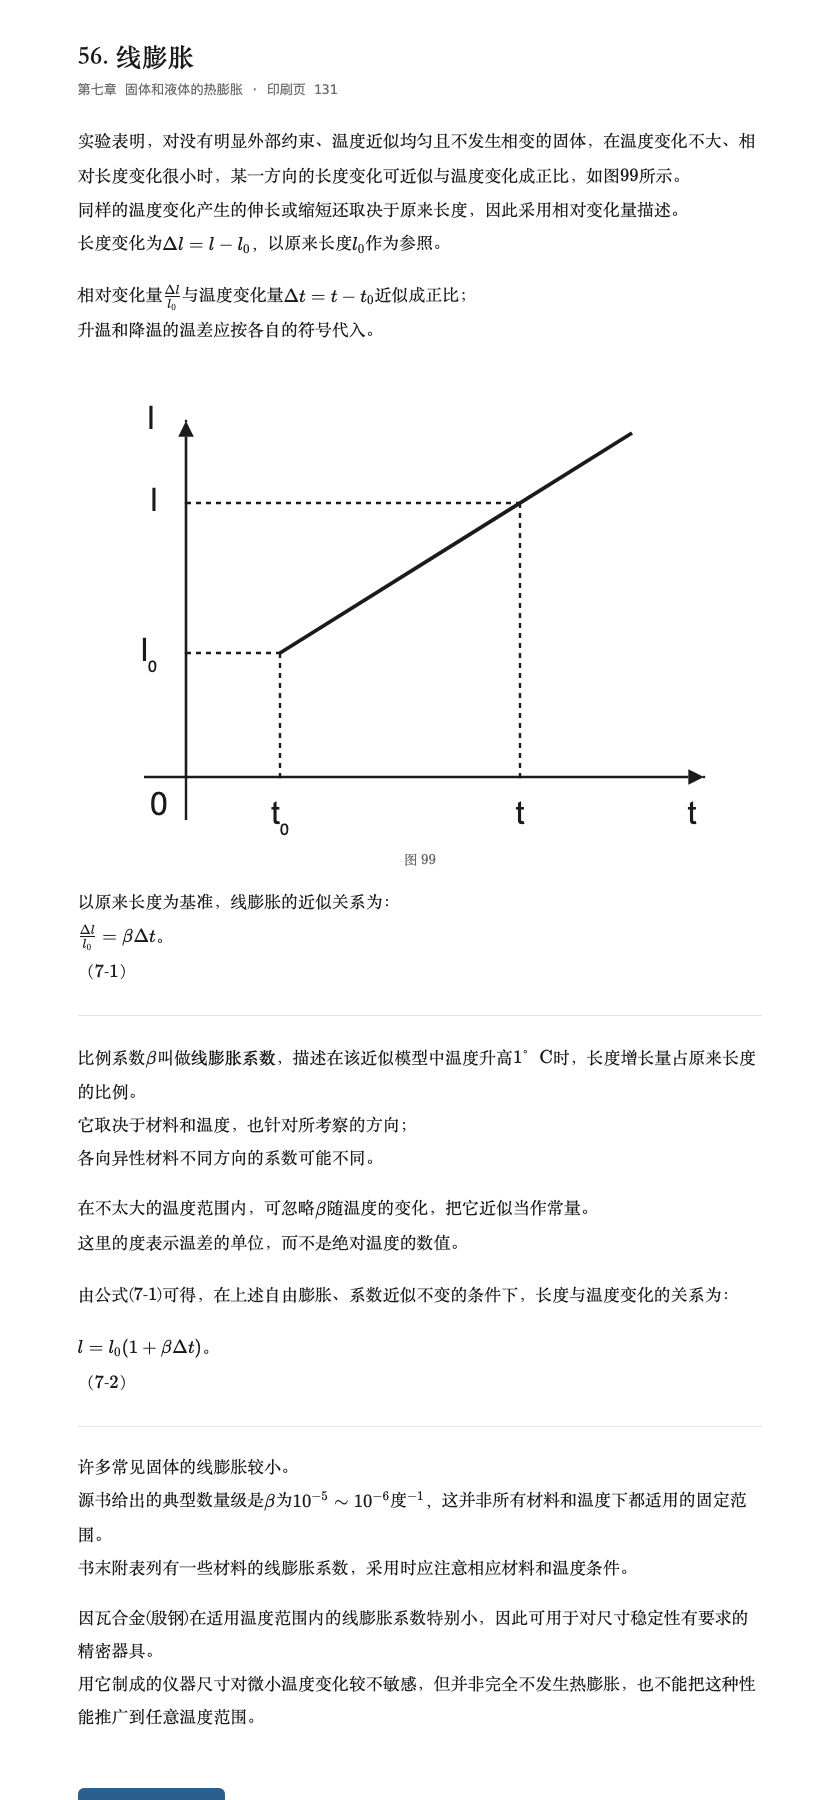 56. 线膨胀
第七章 固体和液体的热膨胀 · 印刷页 131
实验表明，对没有明显外部约束、温度近似均匀且不发生相变的固体，在温度变化不大、相
对长度变化很小时，某一方向的长度变化可近似与温度变化成正比，如图99所示。
同样的温度变化产生的伸长或缩短还取决于原来长度，因此采用相对变化量描述。
长度变化为Δl = l − l₀，以原来长度l₀作为参照。
相对变化量Δl/l₀与温度变化量Δt = t − t₀近似成正比；
升温和降温的温差应按各自的符号代入。
l
l
l₀
0
t₀
t
t
图 99
以原来长度为基准，线膨胀的近似关系为：
Δl/l₀ = βΔt。
（7-1）
比例系数β叫做线膨胀系数，描述在该近似模型中温度升高1°C时，长度增长量占原来长度
的比例。
它取决于材料和温度，也针对所考察的方向；
各向异性材料不同方向的系数可能不同。
在不太大的温度范围内，可忽略β随温度的变化，把它近似当作常量。
这里的度表示温差的单位，而不是绝对温度的数值。
由公式(7-1)可得，在上述自由膨胀、系数近似不变的条件下，长度与温度变化的关系为：
l = l₀(1 + βΔt)。
（7-2）
许多常见固体的线膨胀较小。
源书给出的典型数量级是β为10⁻⁵ ∼ 10⁻⁶度⁻¹，这并非所有材料和温度下都适用的固定范
围。
书末附表列有一些材料的线膨胀系数，采用时应注意相应材料和温度条件。
因瓦合金(殷钢)在适用温度范围内的线膨胀系数特别小，因此可用于对尺寸稳定性有要求的
精密器具。
用它制成的仪器尺寸对微小温度变化较不敏感，但并非完全不发生热膨胀，也不能把这种性
能推广到任意温度范围。